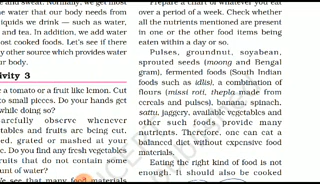 e and sweat. Normally, we get most
e water that our body needs from
iquids we drink — such as water,
and tea. In addition, we add water
ost cooked foods. Let's see if there
y other source which provides water
ur body.
ivity 3
a tomato or a fruit like lemon. Cut
to small pieces. Do your hands get
while doing so?
arefully observe whenever
tables and fruits are being cut,
ed, grated or mashed at your
e. Do you find any fresh vegetables
ruits that do not contain some
unt of water?
We see that many food materials
Prepare a chart of whatever you eat
over a period of a week. Check whether
all the nutrients mentioned are present
in one or the other food items being
eaten within a day or so.
Pulses, groundnut, soyabean,
sprouted seeds (moong and Bengal
gram), fermented foods (South Indian
foods such as idlis), a combination of
flours (missi roti, thepla made from
cereals and pulses), banana, spinach,
sattu, jaggery, available vegetables and
other such foods provide many
nutrients. Therefore, one can eat a
balanced diet without expensive food
materials.
Eating the right kind of food is not
enough. It should also be cooked